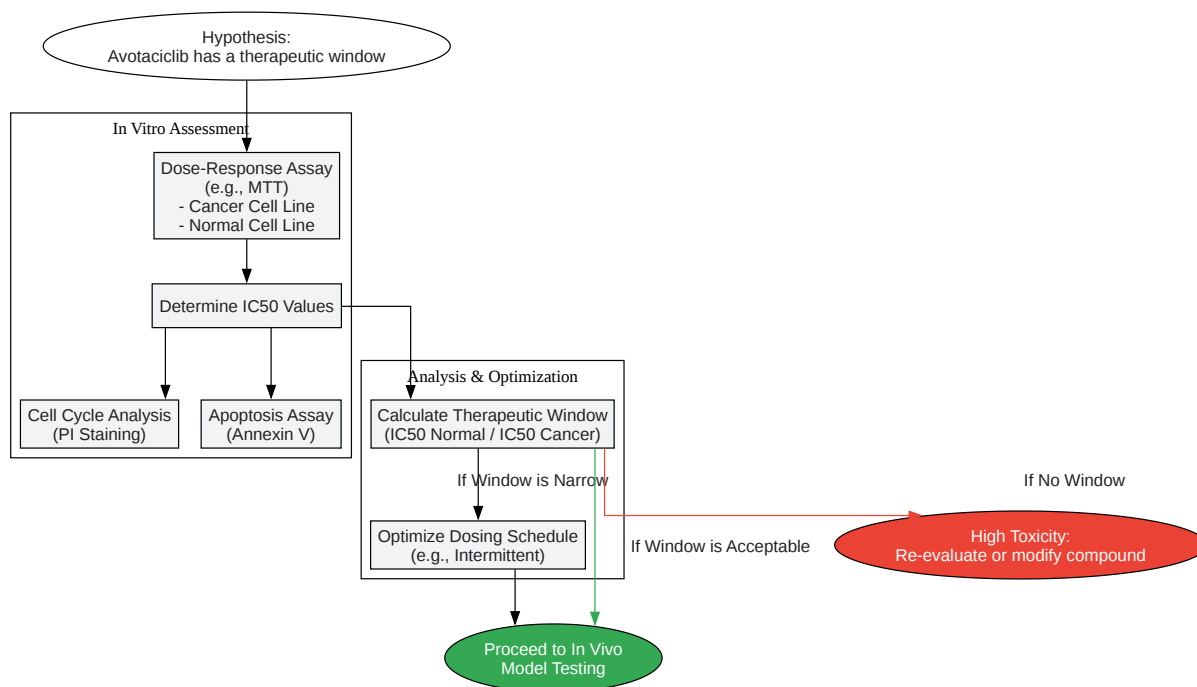 Hypothesis:
Avotaciclib has a therapeutic window
In Vitro Assessment
Dose-Response Assay
(e.g., MTT)
- Cancer Cell Line
- Normal Cell Line
Determine IC50 Values
Cell Cycle Analysis
(PI Staining)
Apoptosis Assay
(Annexin V)
Analysis & Optimization
Calculate Therapeutic Window
(IC50 Normal / IC50 Cancer)
If Window is Narrow
If No Window
Optimize Dosing Schedule
(e.g., Intermittent)
If Window is Acceptable
High Toxicity:
Re-evaluate or modify compound
Proceed to In Vivo
Model Testing